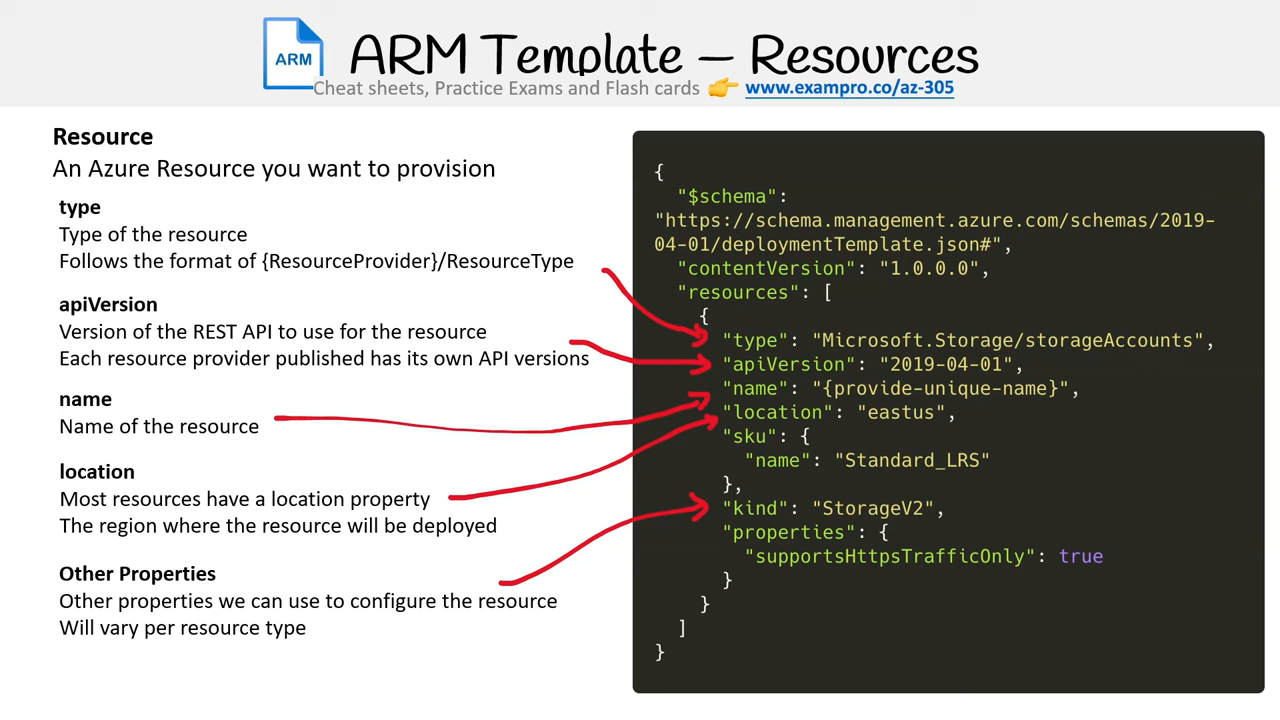 ARM
ARM Template – Resources
Cheat sheets, Practice Exams and Flash cards 👉 www.exampro.co/az-305
Resource
An Azure Resource you want to provision
type
Type of the resource
Follows the format of {ResourceProvider}/ResourceType
apiVersion
Version of the REST API to use for the resource
Each resource provider published has its own API versions
name
Name of the resource
location
Most resources have a location property
The region where the resource will be deployed
Other Properties
Other properties we can use to configure the resource
Will vary per resource type
{
  "$schema":
"https://schema.management.azure.com/schemas/2019-
04-01/deploymentTemplate.json#",
  "contentVersion": "1.0.0.0",
  "resources": [
    {
      "type": "Microsoft.Storage/storageAccounts",
      "apiVersion": "2019-04-01",
      "name": "{provide-unique-name}",
      "location": "eastus",
      "sku": {
        "name": "Standard_LRS"
      },
      "kind": "StorageV2",
      "properties": {
        "supportsHttpsTrafficOnly": true
      }
    }
  ]
}